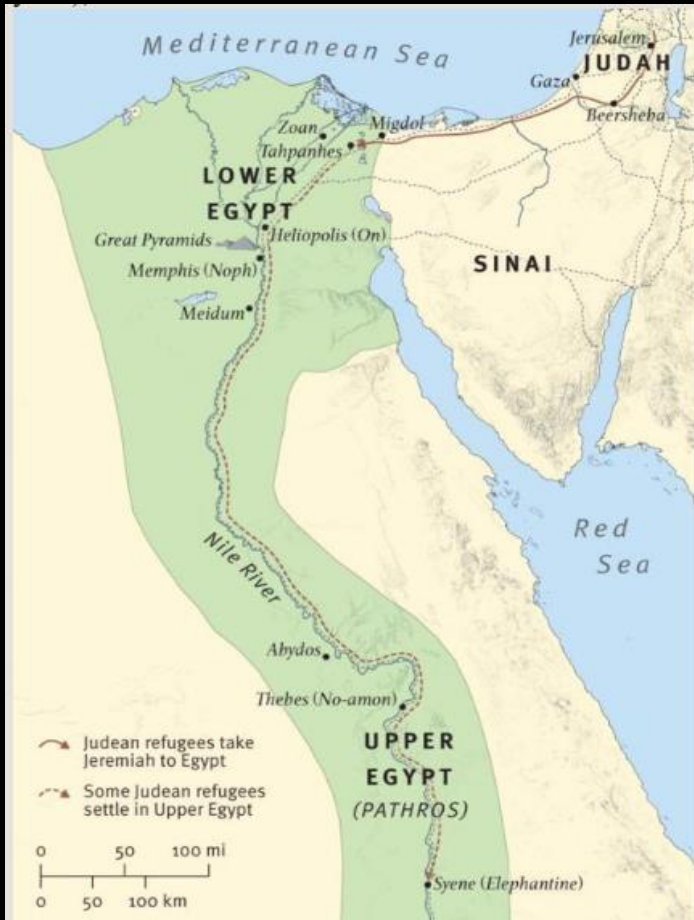 Mediterranean Sea
Jerusalem
JUDAH
Gaza
Beersheba
Zoan
Migdol
Tahpanhes
LOWER
EGYPT
Great Pyramids
Heliopolis (On)
Memphis (Noph)
SINAI
Meidum
Red
Sea
Nile River
Abydos
Thebes (No-amon)
UPPER
EGYPT
(PATHROS)
Judean refugees take
Jeremiah to Egypt
Some Judean refugees
settle in Upper Egypt
0 50 100 mi
0 50 100 km
Syene (Elephantine)